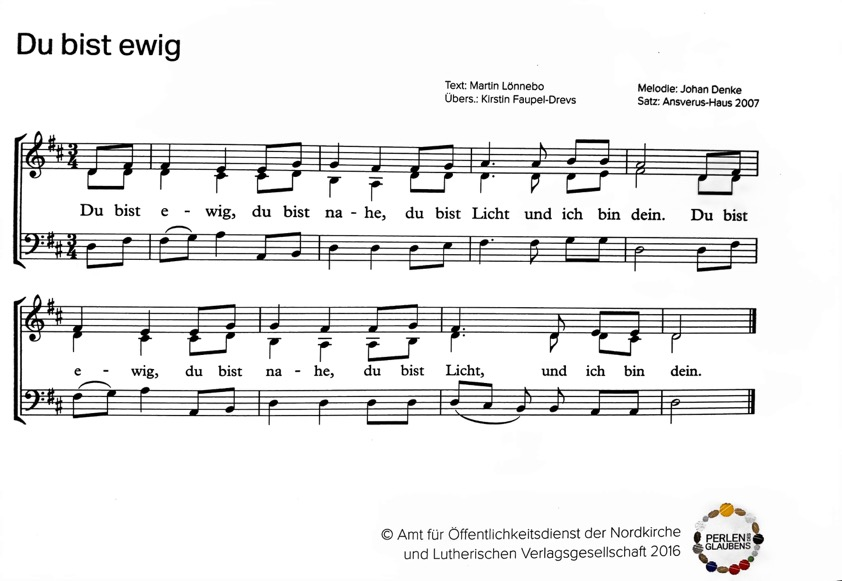 Du bist ewig
Text: Martin Lönnebo
Übers.: Kirstin Faupel-Drevs
Melodie: Johan Denke
Satz: Ansverus-Haus 2007
Du bist e - wig, du bist na - he, du bist Licht und ich bin dein. Du bist
e - wig, du bist na - he, du bist Licht, und ich bin dein.
© Amt für Öffentlichkeitsdienst der Nordkirche
und Lutherischen Verlagsgesellschaft 2016
PERLEN DES
GLAUBENS